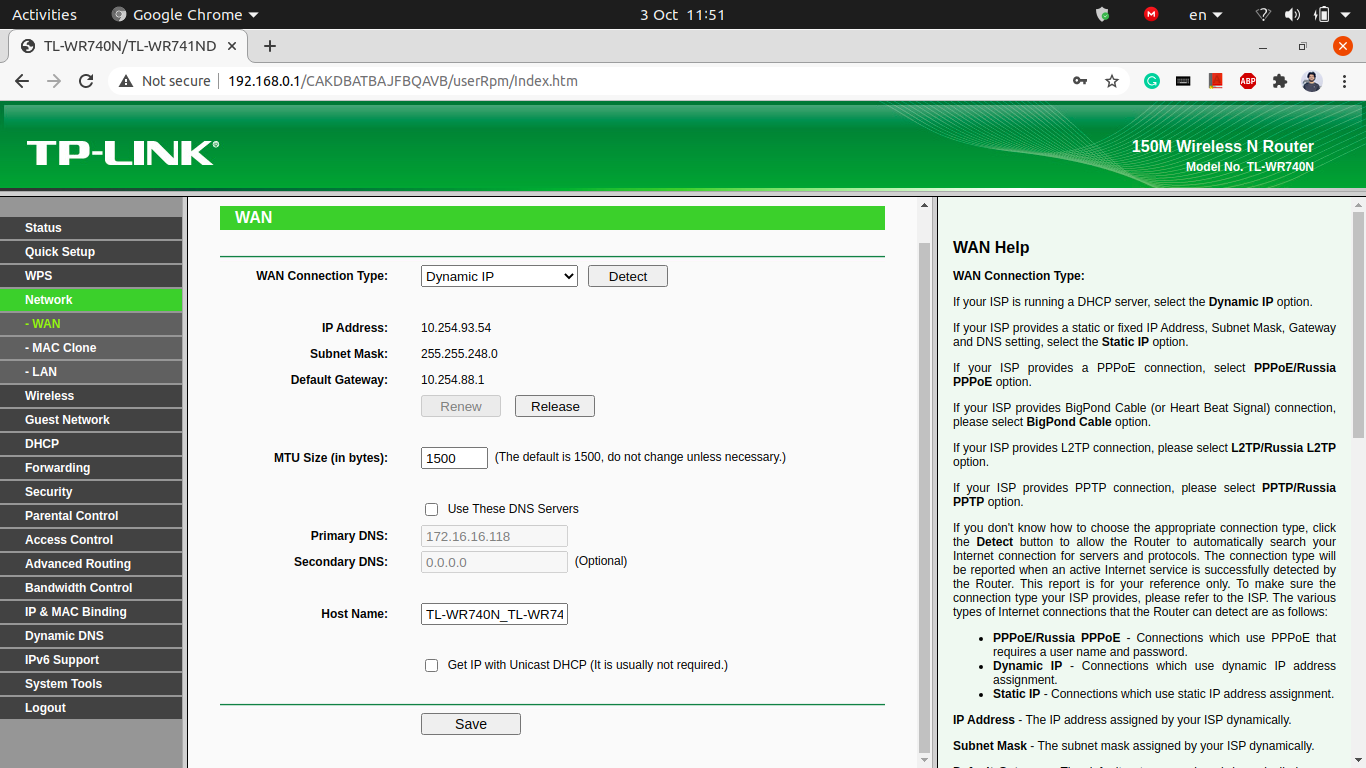 Activities
Google Chrome
3 Oct 11:51
en
TL-WR740N/TL-WR741ND
Not secure
192.168.0.1/CAKDBATBAJFBQAVB/userRpm/Index.htm
ABP
TP-LINK®
150M Wireless N Router
Model No. TL-WR740N
Status
Quick Setup
WPS
Network
- WAN
- MAC Clone
- LAN
Wireless
Guest Network
DHCP
Forwarding
Security
Parental Control
Access Control
Advanced Routing
Bandwidth Control
IP & MAC Binding
Dynamic DNS
IPv6 Support
System Tools
Logout
WAN
WAN Connection Type: Dynamic IP Detect
IP Address: 10.254.93.54
Subnet Mask: 255.255.248.0
Default Gateway: 10.254.88.1
Renew Release
MTU Size (in bytes): 1500 (The default is 1500, do not change unless necessary.)
Use These DNS Servers
Primary DNS: 172.16.16.118
Secondary DNS: 0.0.0.0 (Optional)
Host Name: TL-WR740N_TL-WR74
Get IP with Unicast DHCP (It is usually not required.)
Save
WAN Help
WAN Connection Type:
If your ISP is running a DHCP server, select the Dynamic IP option.
If your ISP provides a static or fixed IP Address, Subnet Mask, Gateway
and DNS setting, select the Static IP option.
If your ISP provides a PPPoE connection, select PPPoE/Russia
PPPoE option.
If your ISP provides BigPond Cable (or Heart Beat Signal) connection,
please select BigPond Cable option.
If your ISP provides L2TP connection, please select L2TP/Russia L2TP
option.
If your ISP provides PPTP connection, please select PPTP/Russia
PPTP option.
If you don't know how to choose the appropriate connection type, click
the Detect button to allow the Router to automatically search your
Internet connection for servers and protocols. The connection type will
be reported when an active Internet service is successfully detected by
the Router. This report is for your reference only. To make sure the
connection type your ISP provides, please refer to the ISP. The various
types of Internet connections that the Router can detect are as follows:
• PPPoE/Russia PPPoE - Connections which use PPPoE that
requires a user name and password.
• Dynamic IP - Connections which use dynamic IP address
assignment.
• Static IP - Connections which use static IP address assignment.
IP Address - The IP address assigned by your ISP dynamically.
Subnet Mask - The subnet mask assigned by your ISP dynamically.